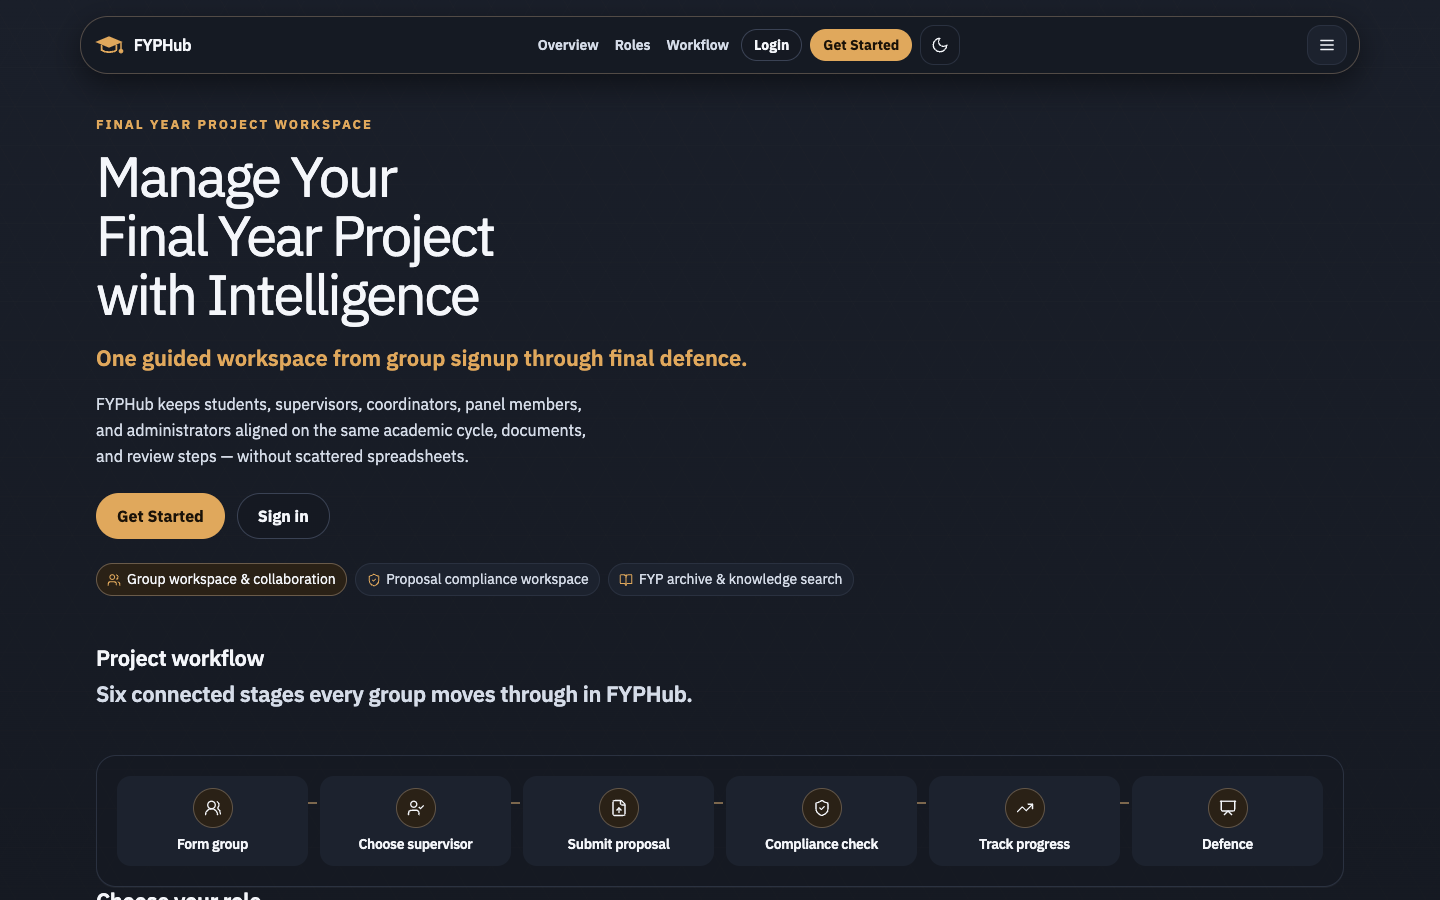 FYPHub
Overview
Roles
Workflow
Login
Get Started
FINAL YEAR PROJECT WORKSPACE
Manage Your
Final Year Project
with Intelligence
One guided workspace from group signup through final defence.
FYPHub keeps students, supervisors, coordinators, panel members,
and administrators aligned on the same academic cycle, documents,
and review steps — without scattered spreadsheets.
Get Started
Sign in
Group workspace & collaboration
Proposal compliance workspace
FYP archive & knowledge search
Project workflow
Six connected stages every group moves through in FYPHub.
Form group
Choose supervisor
Submit proposal
Compliance check
Track progress
Defence
Choose your role